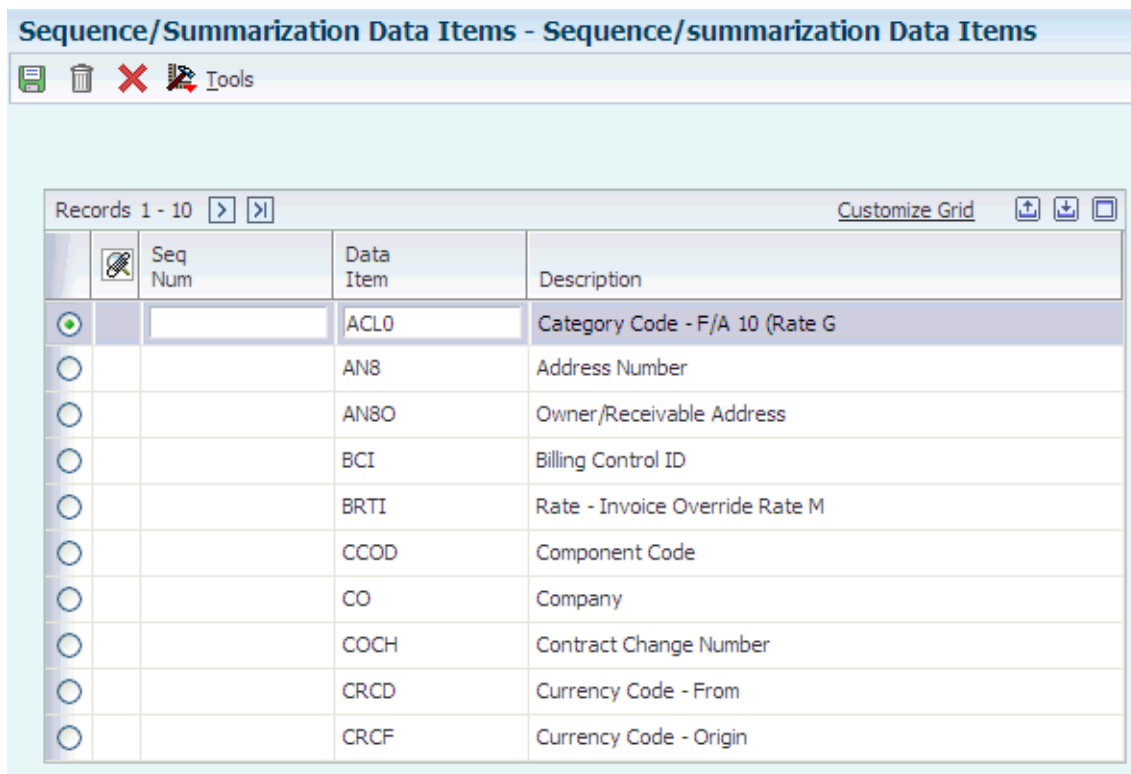 Sequence/Summarization Data Items - Sequence/summarization Data Items
Tools
Records 1 - 10 Customize Grid
Seq Num Data Item Description
ACL0 Category Code - F/A 10 (Rate G
AN8 Address Number
AN8O Owner/Receivable Address
BCI Billing Control ID
BRTI Rate - Invoice Override Rate M
CCOD Component Code
CO Company
COCH Contract Change Number
CRCD Currency Code - From
CRCF Currency Code - Origin